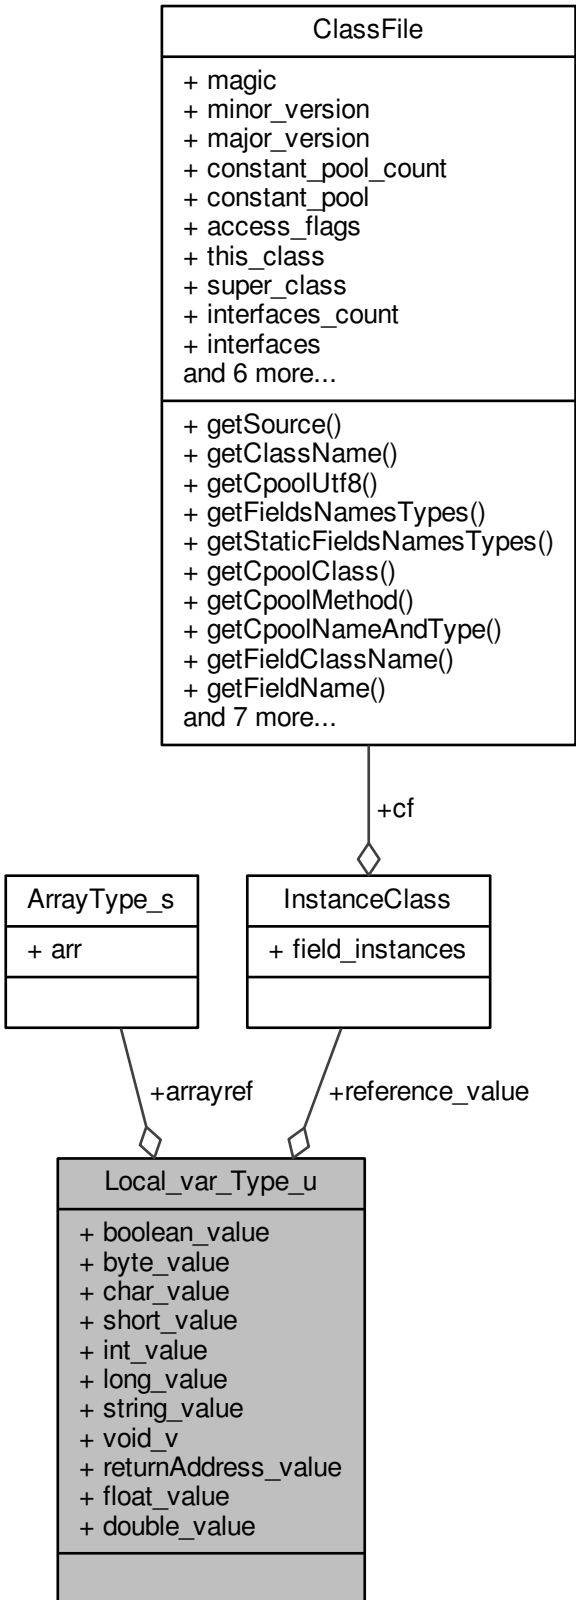 ClassFile
+ magic
+ minor_version
+ major_version
+ constant_pool_count
+ constant_pool
+ access_flags
+ this_class
+ super_class
+ interfaces_count
+ interfaces
and 6 more...
+ getSource()
+ getClassName()
+ getCpoolUtf8()
+ getFieldsNamesTypes()
+ getStaticFieldsNamesTypes()
+ getCpoolClass()
+ getCpoolMethod()
+ getCpoolNameAndType()
+ getFieldClassName()
+ getFieldName()
and 7 more...
+cf
ArrayType_s
+ arr
InstanceClass
+ field_instances
+arrayref
+reference_value
Local_var_Type_u
+ boolean_value
+ byte_value
+ char_value
+ short_value
+ int_value
+ long_value
+ string_value
+ void_v
+ returnAddress_value
+ float_value
+ double_value